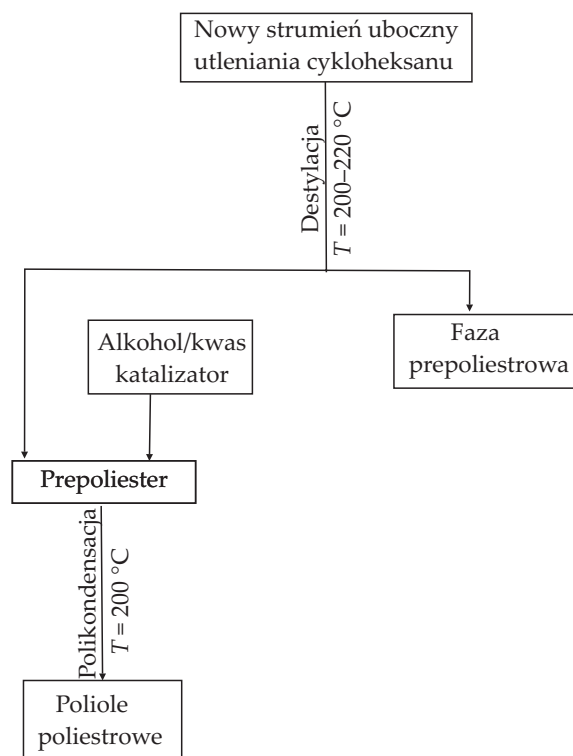 Nowy strumień uboczny
utleniania cykloheksanu
Destylacja
T = 200–220 °C
Alkohol/kwas
katalizator
Faza
prepoliestrowa
Prepoliester
Polikondensacja
T = 200 °C
Poliole
poliestrowe